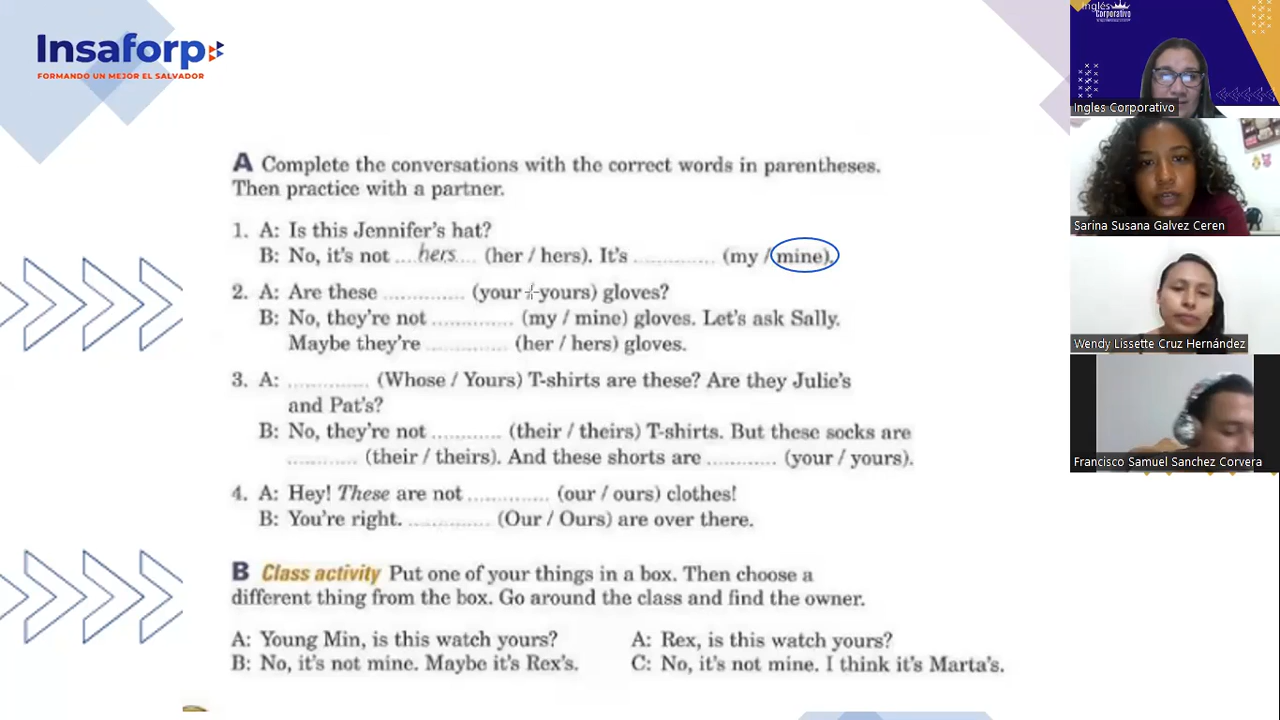 Insaforp
FORMANDO UN MEJOR EL SALVADOR
A Complete the conversations with the correct words in parentheses.
Then practice with a partner.
1. A: Is this Jennifer's hat?
B: No, it's not ....hers.... (her / hers). It's ............ (my / mine).
2. A: Are these ............ (your / yours) gloves?
B: No, they're not ............ (my / mine) gloves. Let's ask Sally.
Maybe they're ............ (her / hers) gloves.
3. A: ............ (Whose / Yours) T-shirts are these? Are they Julie's
and Pat's?
B: No, they're not ............ (their / theirs) T-shirts. But these socks are
............ (their / theirs). And these shorts are ............ (your / yours).
4. A: Hey! These are not ............ (our / ours) clothes!
B: You're right. ............ (Our / Ours) are over there.
B Class activity Put one of your things in a box. Then choose a
different thing from the box. Go around the class and find the owner.
A: Young Min, is this watch yours?
B: No, it's not mine. Maybe it's Rex's.
A: Rex, is this watch yours?
C: No, it's not mine. I think it's Marta's.
Inglés
corporativo
Ingles Corporativo
Sarina Susana Galvez Ceren
Wendy Lissette Cruz Hernández
Francisco Samuel Sanchez Corvera